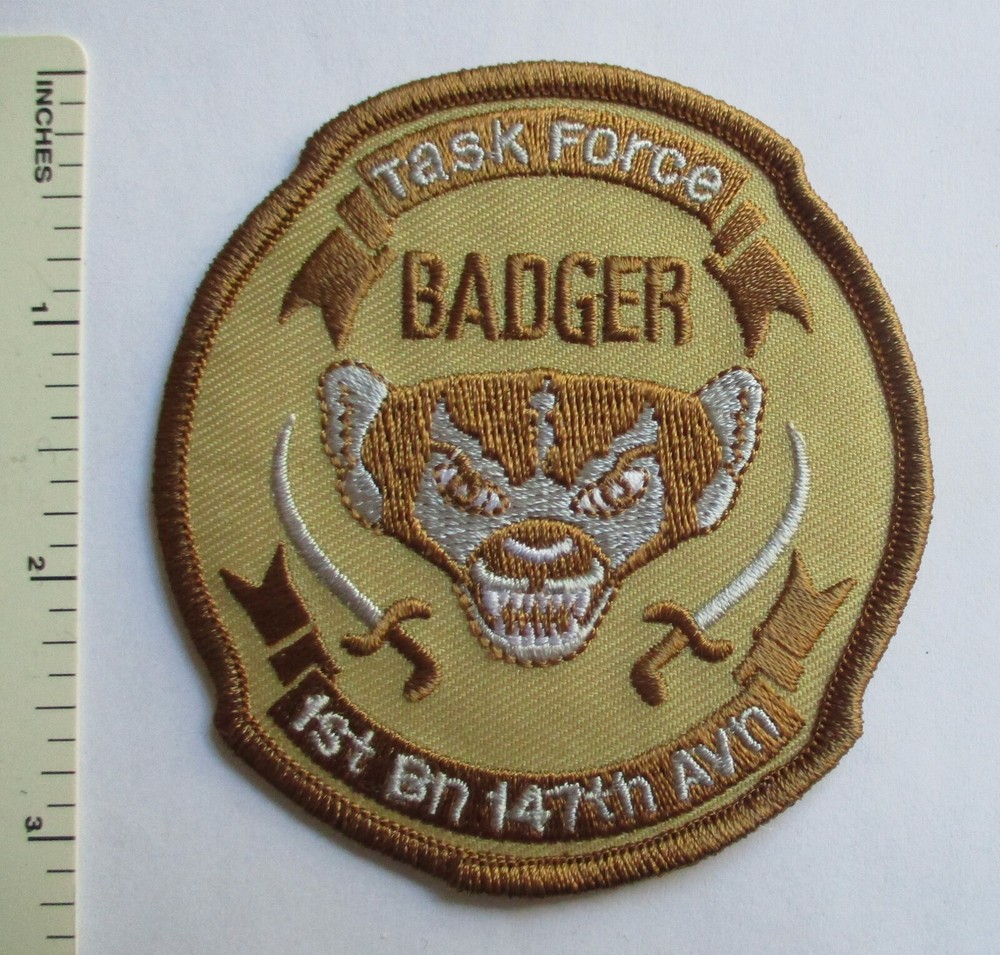 Task Force
BADGER
1st Bn 147th Avn
INCHES
1
2
3